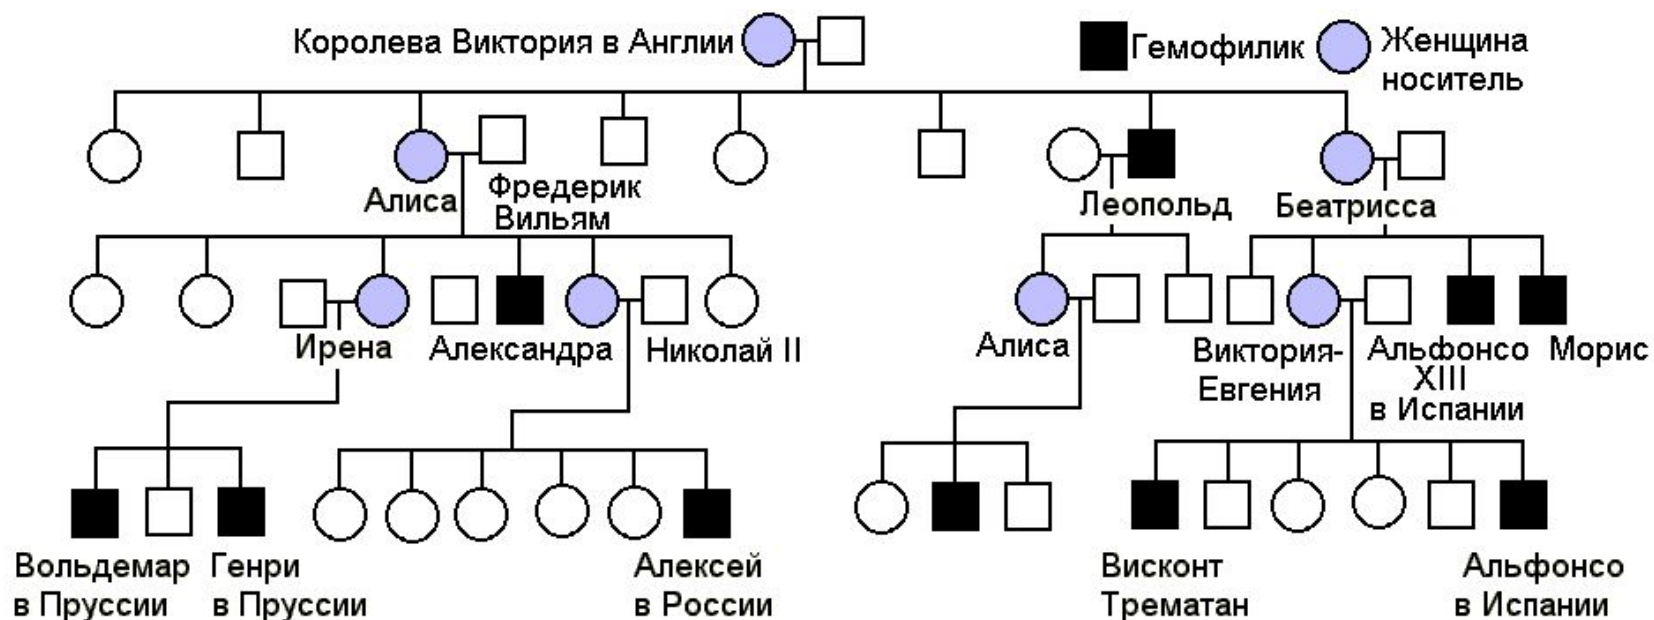 Королева Виктория в Англии
Гемофилик
Женщина
носитель
Алиса
Фредерик
Вильям
Леопольд
Беатрисса
Ирена
Александра
Николай II
Алиса
Виктория-
Евгения
Альфонсо
XIII
в Испании
Морис
Вольдемар
в Пруссии
Генри
в Пруссии
Алексей
в России
Висконт
Трематан
Альфонсо
в Испании